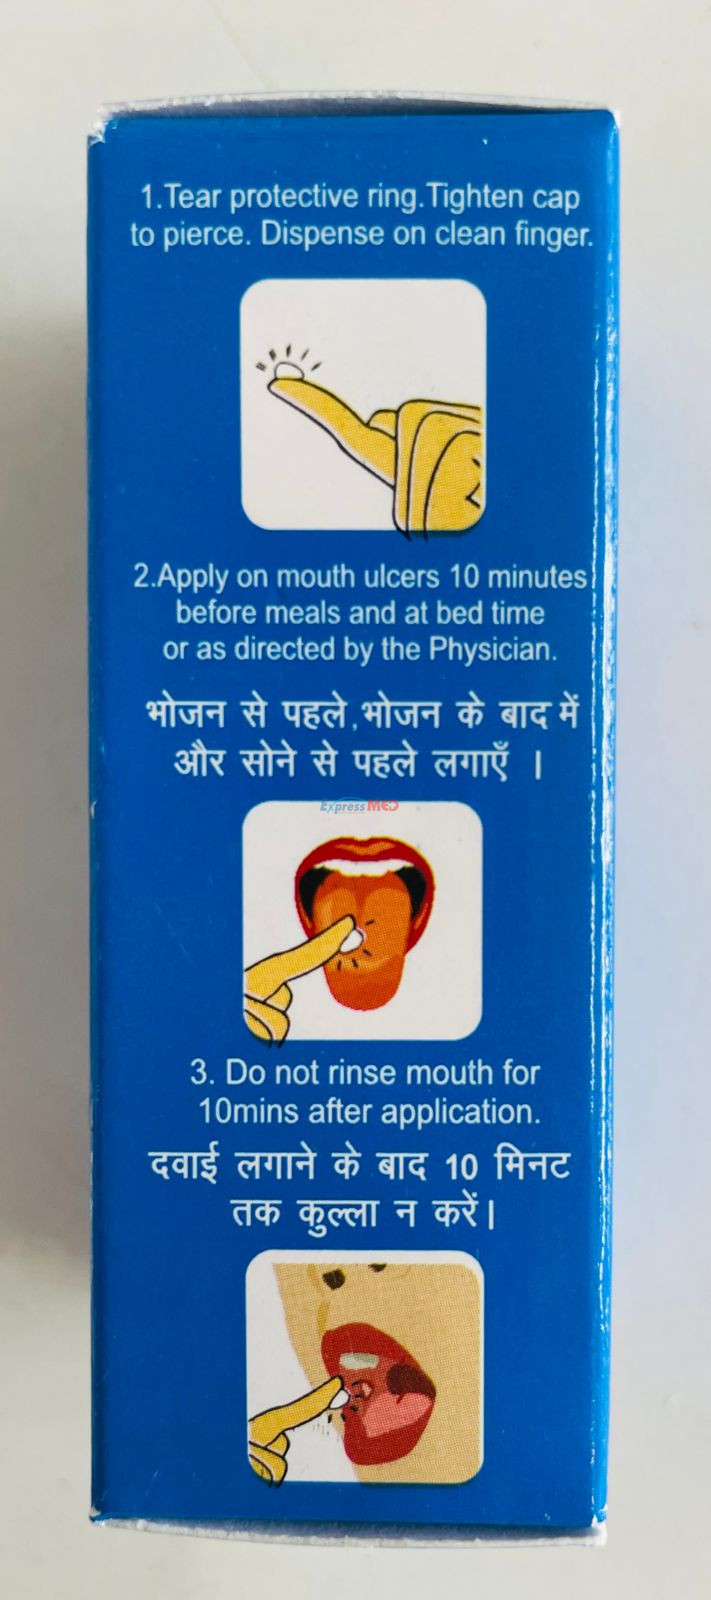 1.Tear protective ring.Tighten cap
to pierce. Dispense on clean finger.
2.Apply on mouth ulcers 10 minutes
before meals and at bed time
or as directed by the Physician.
भोजन से पहले,भोजन के बाद में
और सोने से पहले लगाएँ ।
ExpressMED
3. Do not rinse mouth for
10mins after application.
दवाई लगाने के बाद 10 मिनट
तक कुल्ला न करें।